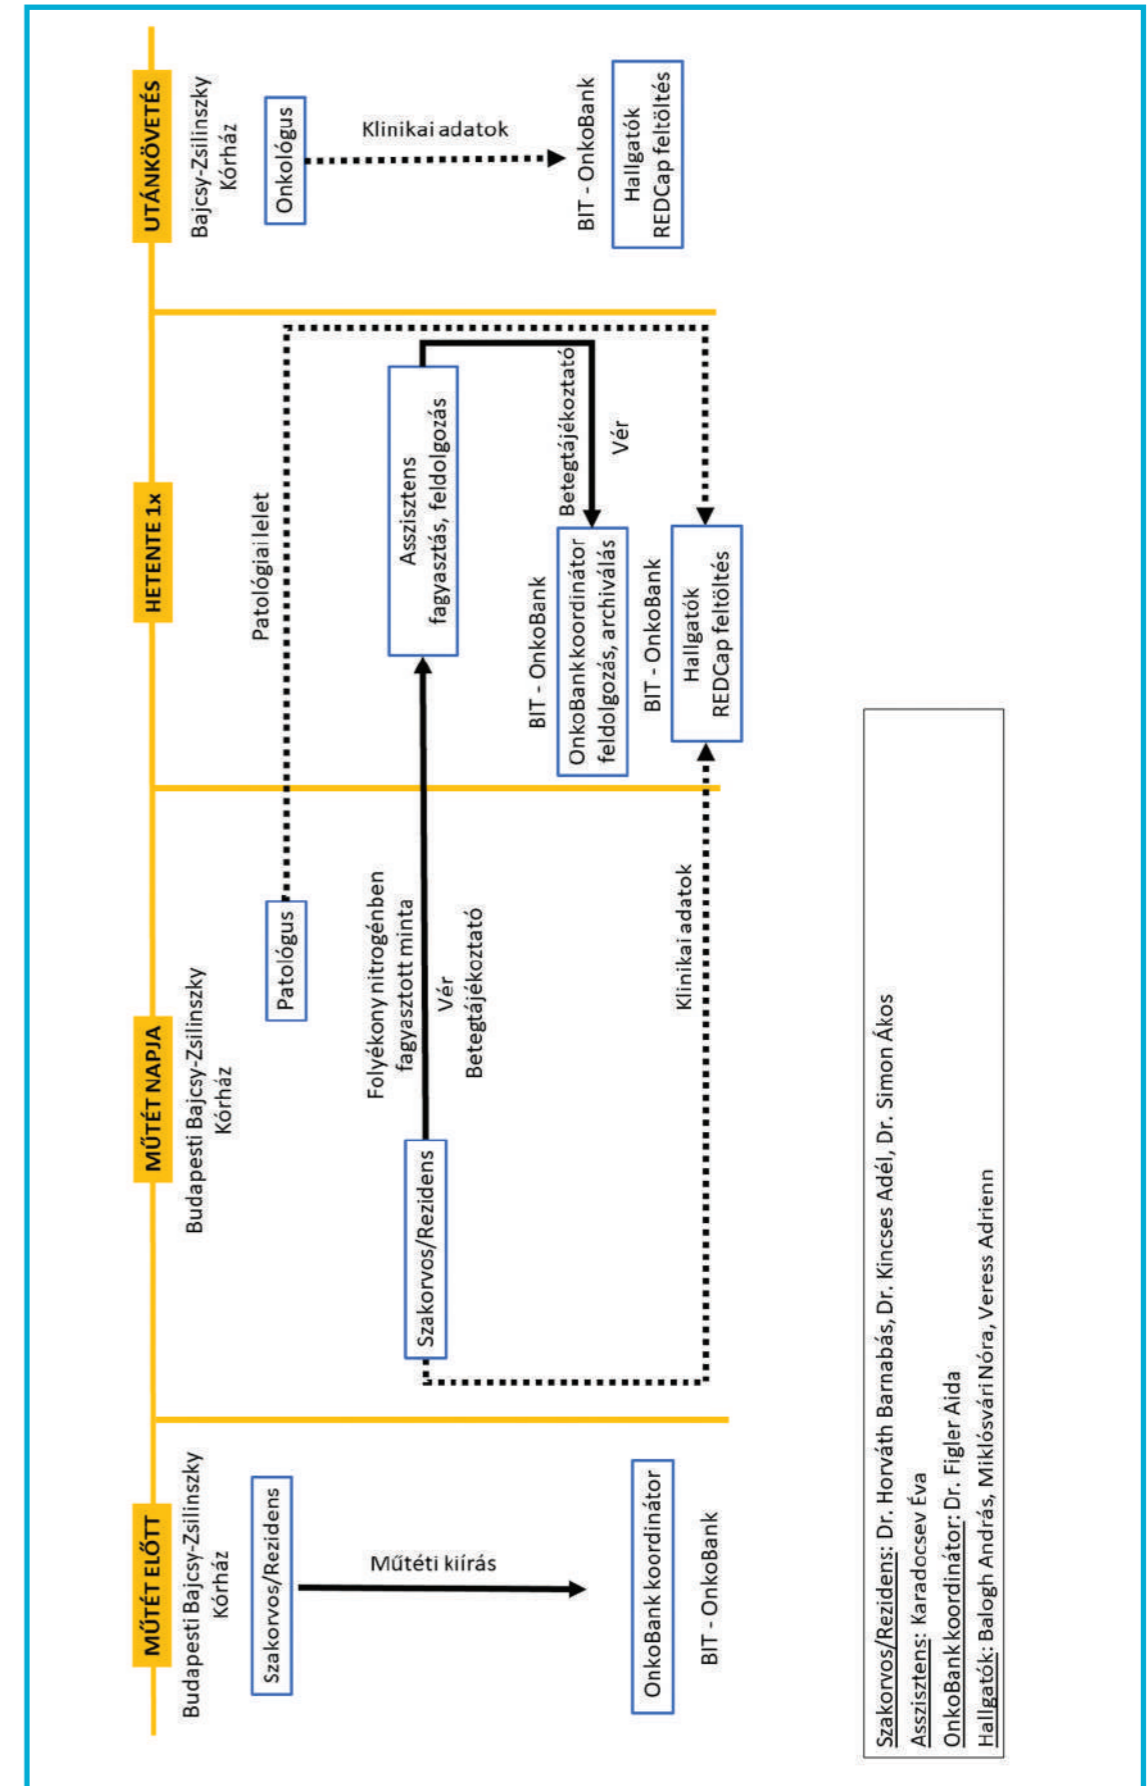 MŰTÉT ELŐTT
Budapesti Bajcsy-Zsilinszky
Kórház
Szakorvos/Rezidens
Műtéti kiírás
OnkoBank koordinátor
BIT - OnkoBank
MŰTÉT NAPJA
Budapesti Bajcsy-Zsilinszky
Kórház
Patológus
Folyékony nitrogénben
fagyasztott minta
Vér
Betegtájékoztató
Szakorvos/Rezidens
Klinikai adatok
HETENTE 1x
Patológiai lelet
Asszisztens
fagyasztás, feldolgozás
Betegtájékoztató
Vér
BIT - OnkoBank
OnkoBank koordinátor
feldolgozás, archiválás
BIT - OnkoBank
Hallgatók
REDCap feltöltés
UTÁNKÖVETÉS
Bajcsy-Zsilinszky
Kórház
Onkológus
Klinikai adatok
BIT - OnkoBank
Hallgatók
REDCap feltöltés
Szakorvos/Rezidens: Dr. Horváth Barnabás, Dr. Kincses Adél, Dr. Simon Ákos
Asszisztens: Karadocsev Éva
OnkoBank koordinátor: Dr. Figler Aida
Hallgatók: Balogh András, Miklósvári Nóra, Veress Adrienn